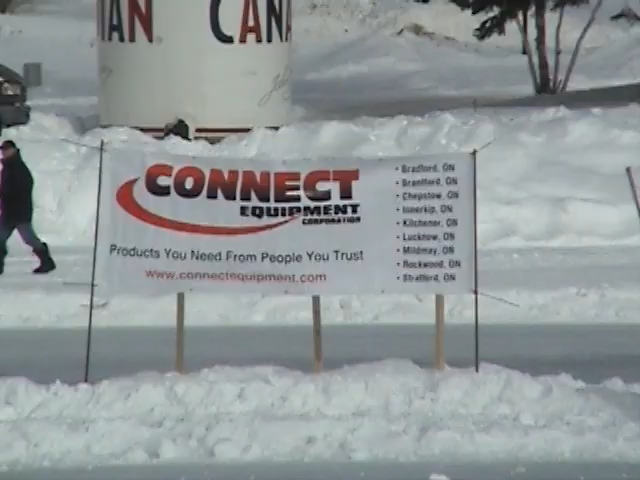 IAN CANA
CONNECT
EQUIPMENT
CORPORATION
Products You Need From People You Trust
www.connectequipment.com
• Bradford, ON
• Brantford, ON
• Chepstow, ON
• Innerkip, ON
• Kitchener, ON
• Lucknow, ON
• Mildmay, ON
• Rockwood, ON
• Stratford, ON